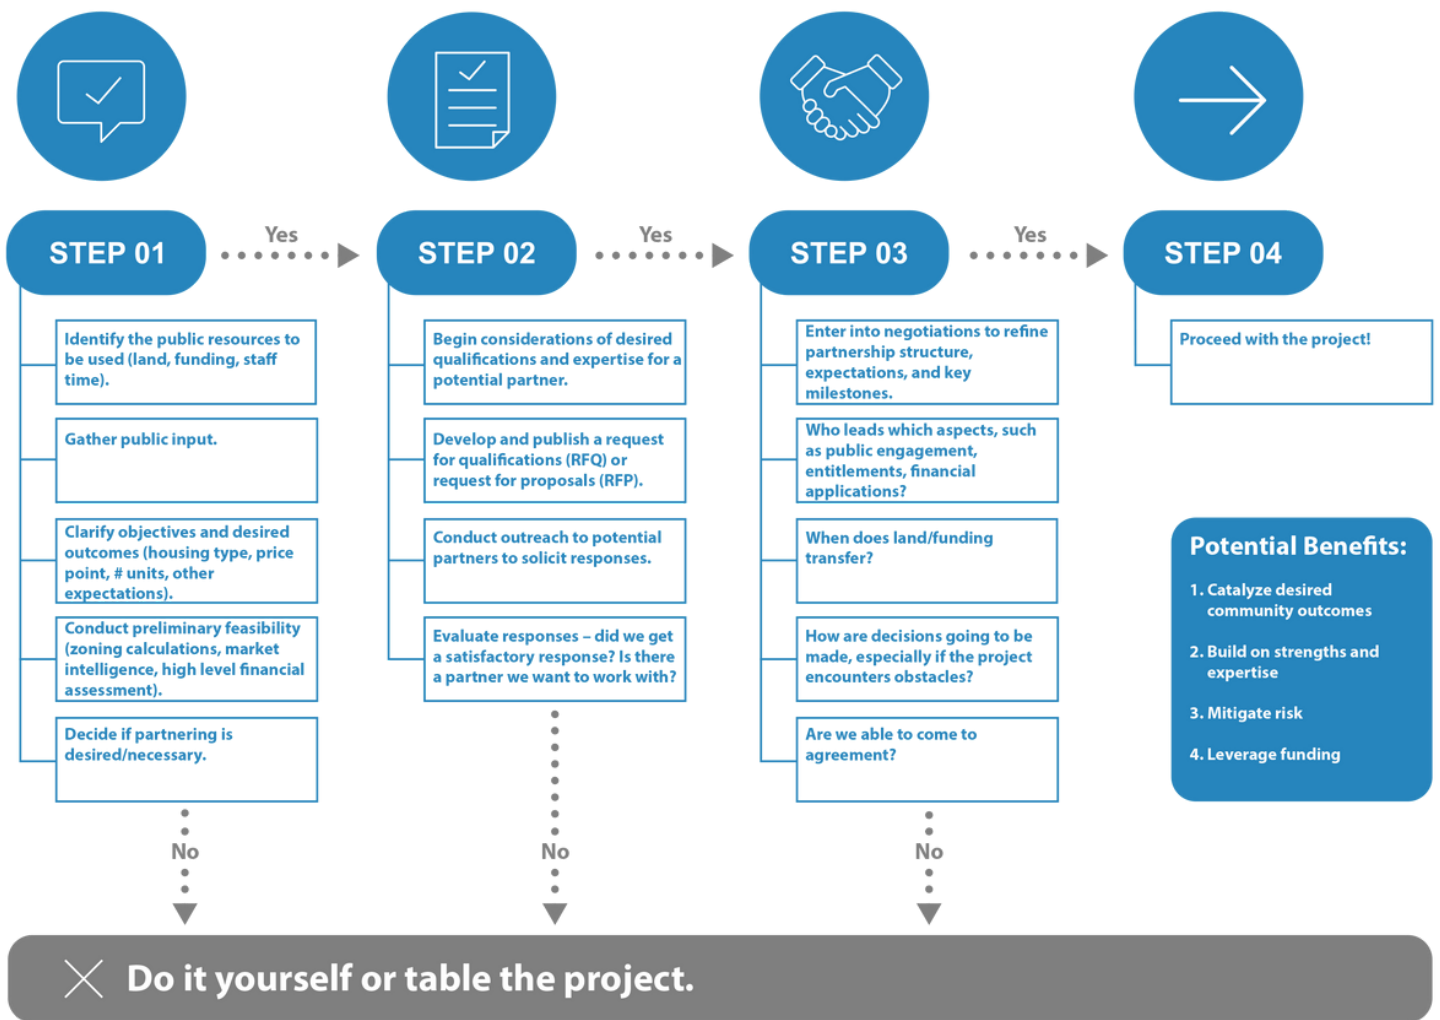 STEP 01
Yes
STEP 02
Yes
STEP 03
Yes
STEP 04
Identify the public resources to
be used (land, funding, staff
time).
Gather public input.
Clarify objectives and desired
outcomes (housing type, price
point, # units, other
expectations).
Conduct preliminary feasibility
(zoning calculations, market
intelligence, high level financial
assessment).
Decide if partnering is
desired/necessary.
No
Begin considerations of desired
qualifications and expertise for a
potential partner.
Develop and publish a request
for qualifications (RFQ) or
request for proposals (RFP).
Conduct outreach to potential
partners to solicit responses.
Evaluate responses – did we get
a satisfactory response? Is there
a partner we want to work with?
No
Enter into negotiations to refine
partnership structure,
expectations, and key
milestones.
Who leads which aspects, such
as public engagement,
entitlements, financial
applications?
When does land/funding
transfer?
How are decisions going to be
made, especially if the project
encounters obstacles?
Are we able to come to
agreement?
No
Proceed with the project!
Potential Benefits:
1. Catalyze desired
community outcomes
2. Build on strengths and
expertise
3. Mitigate risk
4. Leverage funding
Do it yourself or table the project.